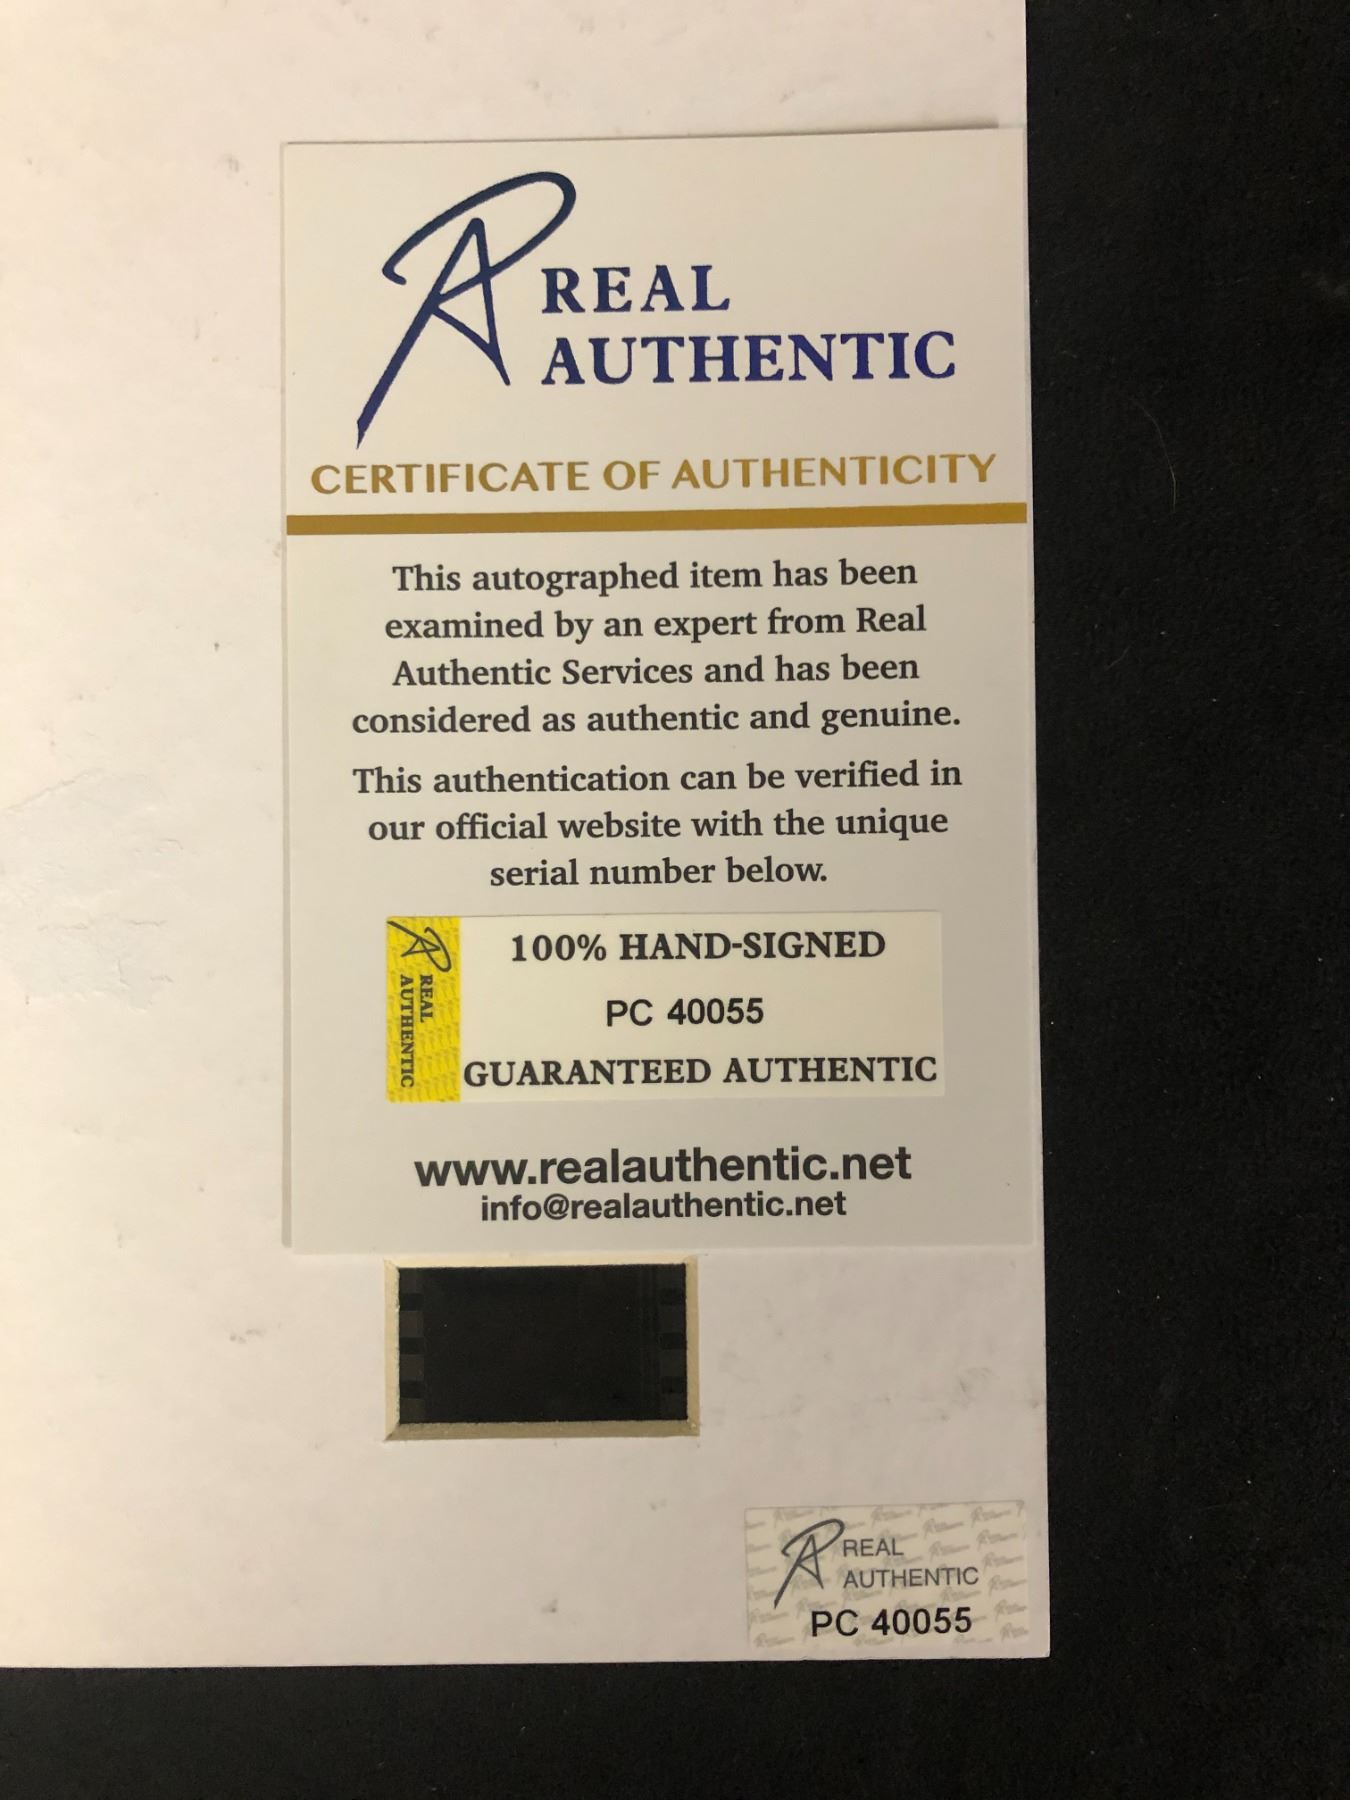 REAL
AUTHENTIC
CERTIFICATE OF AUTHENTICITY
This autographed item has been
examined by an expert from Real
Authentic Services and has been
considered as authentic and genuine.
This authentication can be verified in
our official website with the unique
serial number below.
REAL
AUTHENTIC
100% HAND-SIGNED
PC 40055
GUARANTEED AUTHENTIC
www.realauthentic.net
info@realauthentic.net
REAL
AUTHENTIC
PC 40055